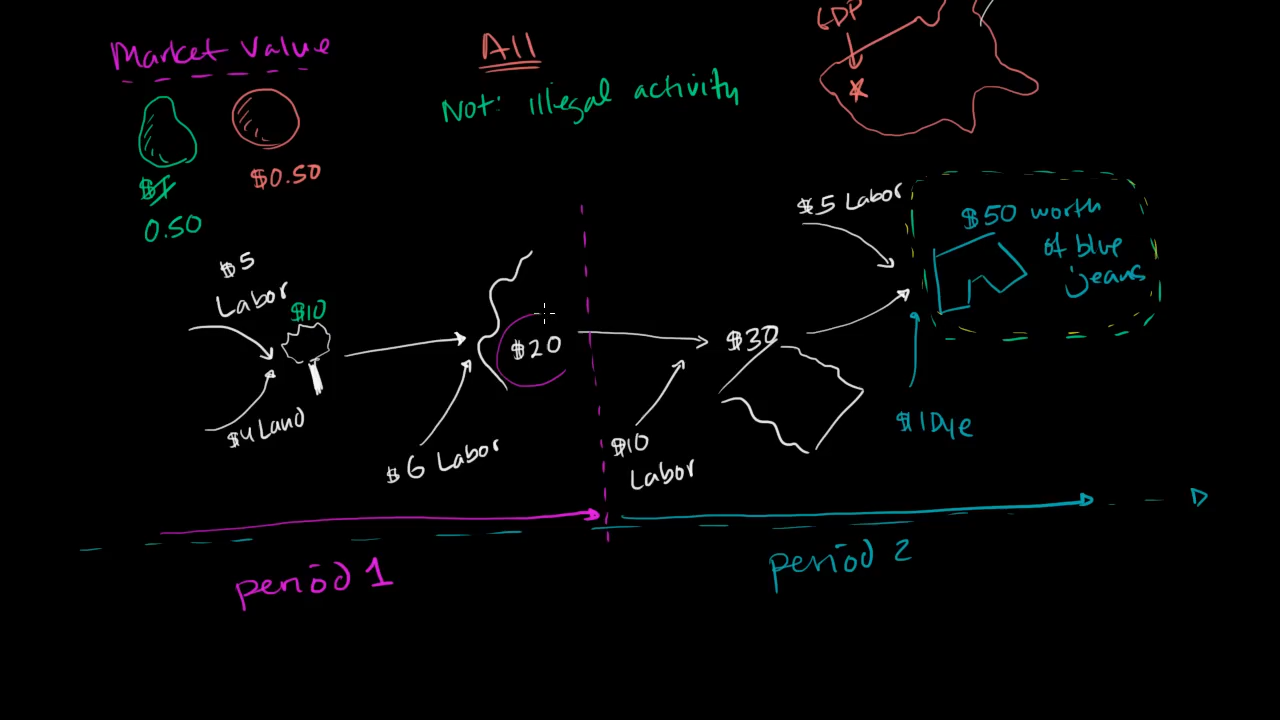 Market Value
All
Not: illegal activity
GDP
$1
0.50
$0.50
$5
Labor
$10
$4 Land
$20
$6 Labor
$10
Labor
$30
$5 Labor
$50 worth
of blue
jeans
$1 Dye
period 1
period 2